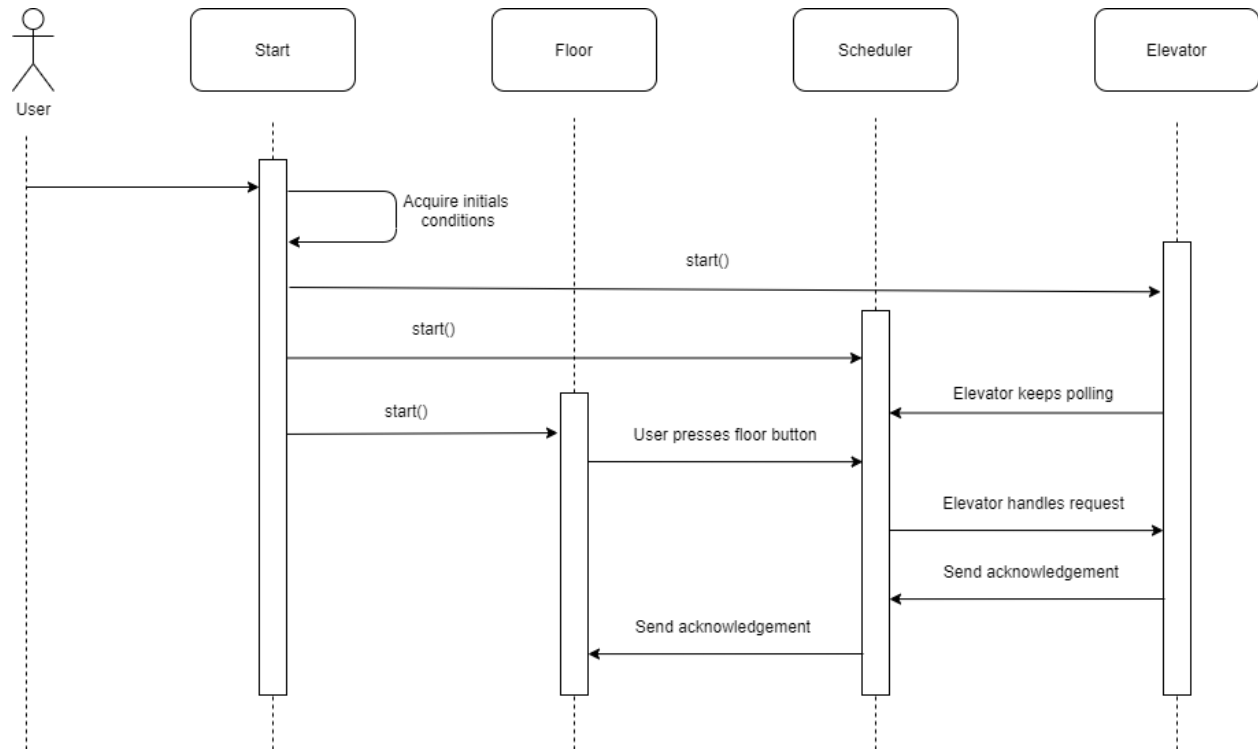 Start
Floor
Scheduler
Elevator
User
Acquire initials
conditions
start()
start()
Elevator keeps polling
start()
User presses floor button
Elevator handles request
Send acknowledgement
Send acknowledgement